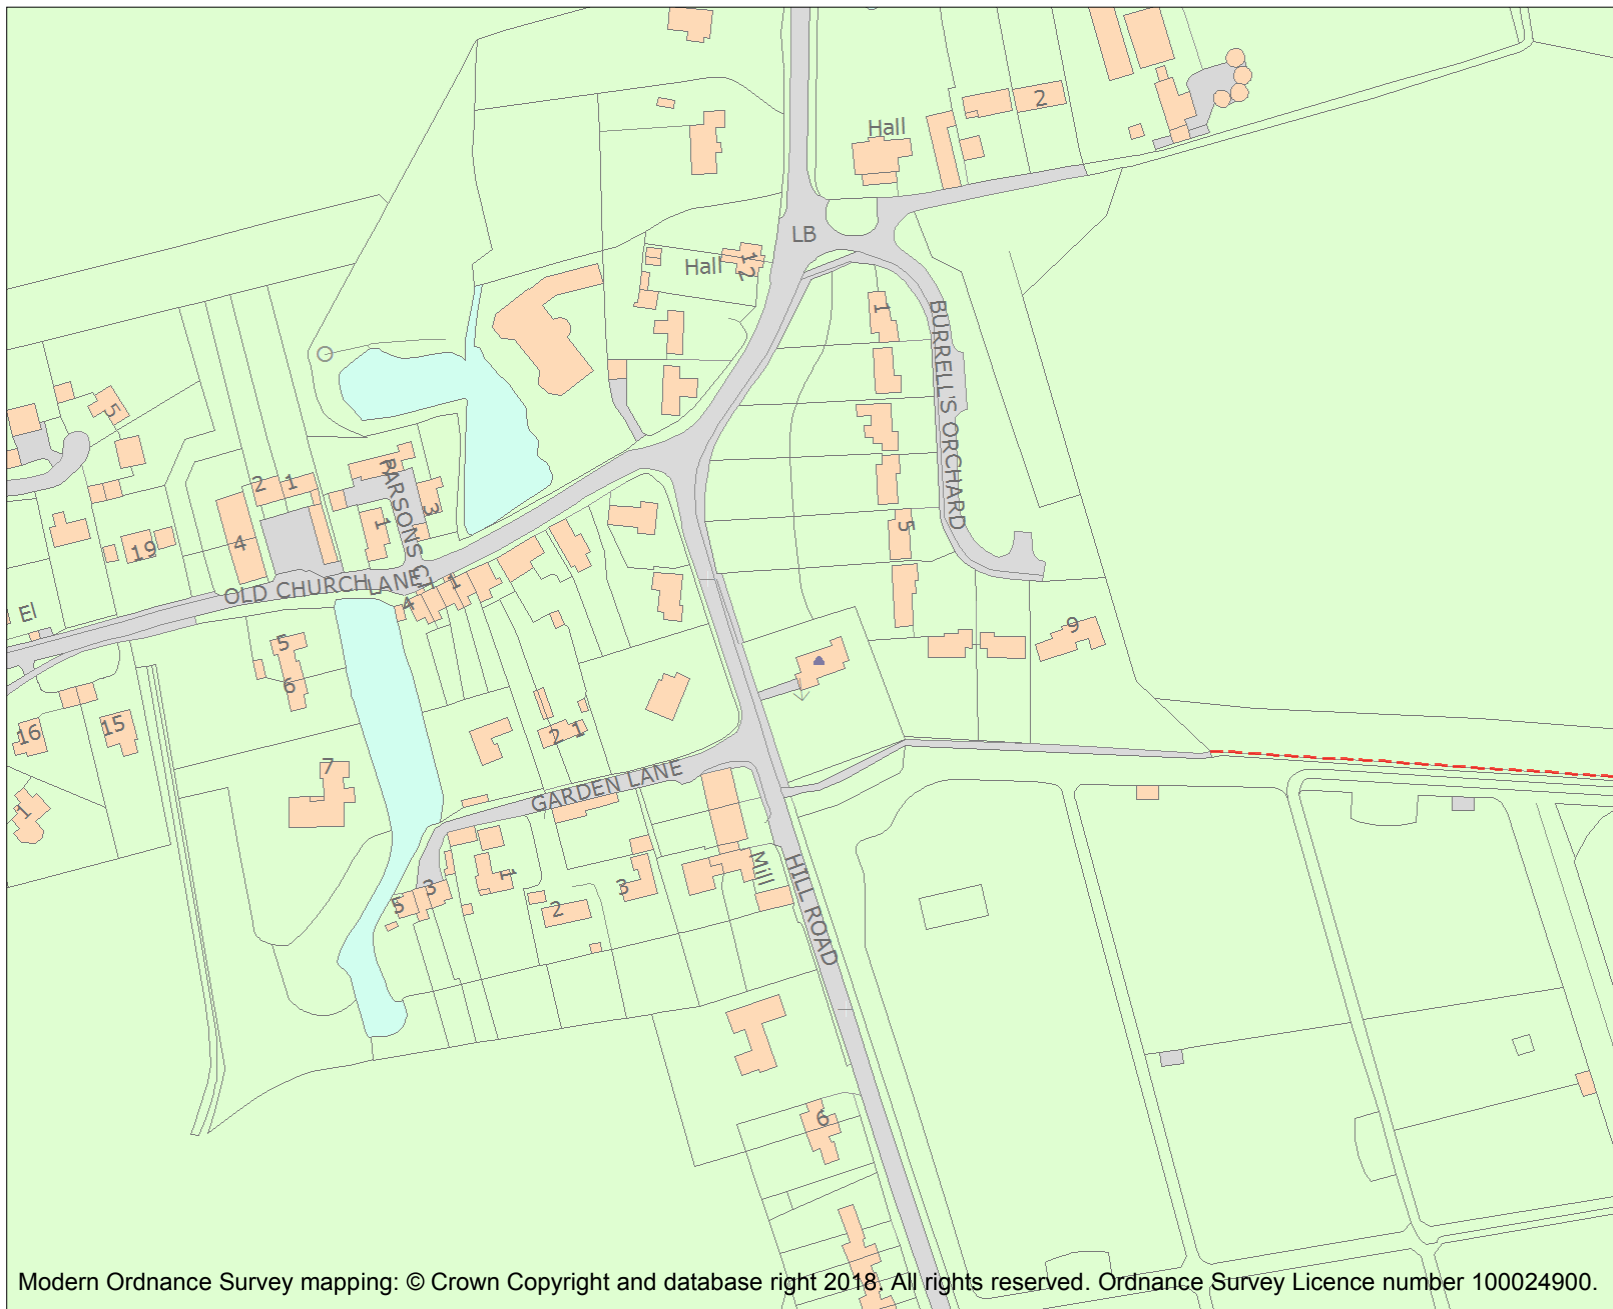 2
Hall
LB
Hall
1
2
1
BURRELL'S ORCHARD
5
2
1
PARSONS CT
1
3
5
4
19
OLD CHURCH LANE
4
1
El
5
6
9
16
15
2
1
7
GARDEN LANE
1
Mill
HILL ROAD
1
3
3
5
2
6
Modern Ordnance Survey mapping: © Crown Copyright and database right 2018. All rights reserved. Ordnance Survey Licence number 100024900.